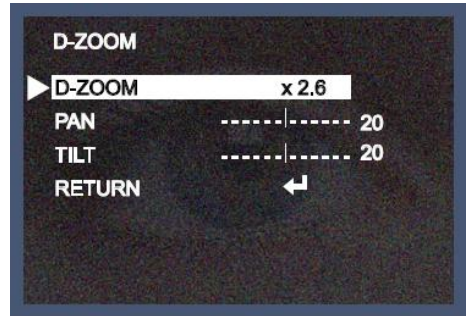 D-ZOOM
D-ZOOM x 2.6
PAN ------|------ 20
TILT ------|------ 20
RETURN ↵